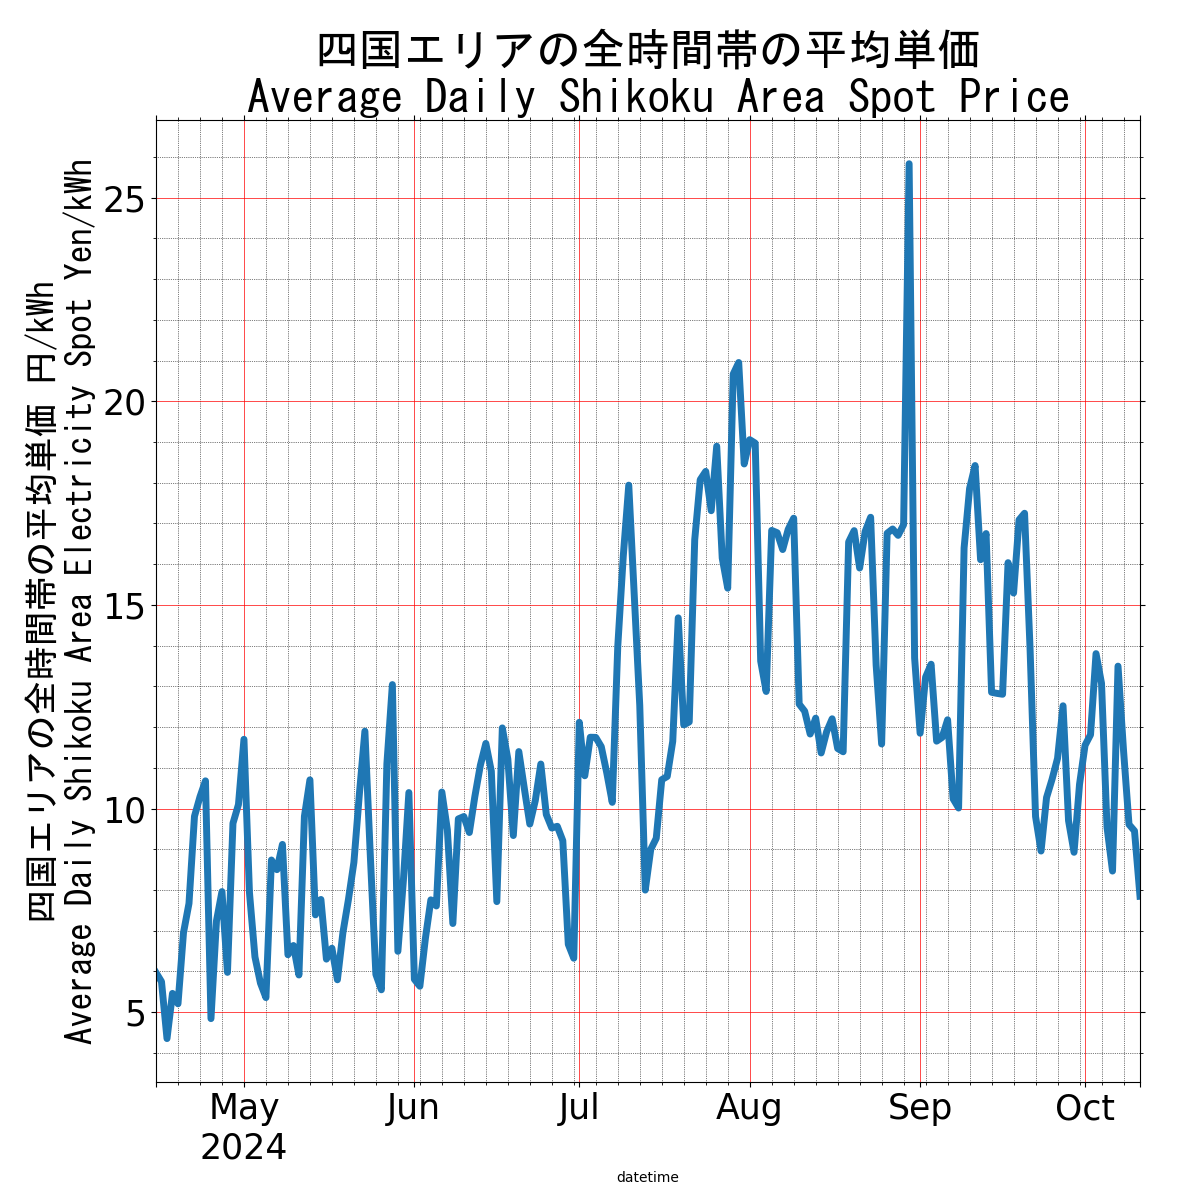 四国エリアの全時間帯の平均単価
Average Daily Shikoku Area Spot Price
四国エリアの全時間帯の平均単価 円/kWh
Average Daily Shikoku Area Electricity Spot Yen/kWh
25
20
15
10
5
May Jun Jul Aug Sep Oct
2024
datetime